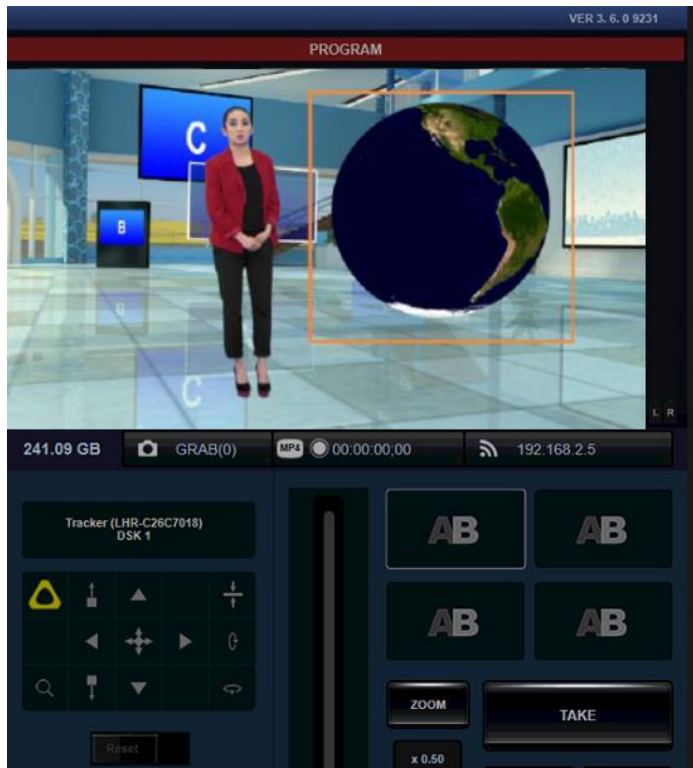 VER 3. 6. 0 9231
PROGRAM
C
B
B
C
L R
241.09 GB
GRAB(0)
MP4
00:00:00;00
192.168.2.5
Tracker (LHR-C26C7018)
DSK 1
AB
AB
AB
AB
ZOOM
TAKE
Reset
x 0.50